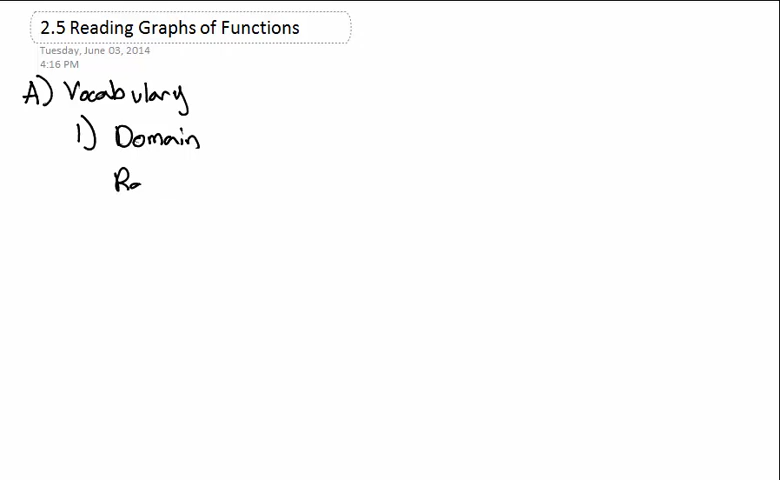 2.5 Reading Graphs of Functions
Tuesday, June 03, 2014
4:16 PM
A) Vocabulary
1) Domain
Ra